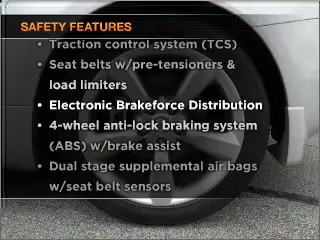 SAFETY FEATURES
• Traction control system (TCS)
• Seat belts w/pre-tensioners &
load limiters
• Electronic Brakeforce Distribution
• 4-wheel anti-lock braking system
(ABS) w/brake assist
• Dual stage supplemental air bags
w/seat belt sensors